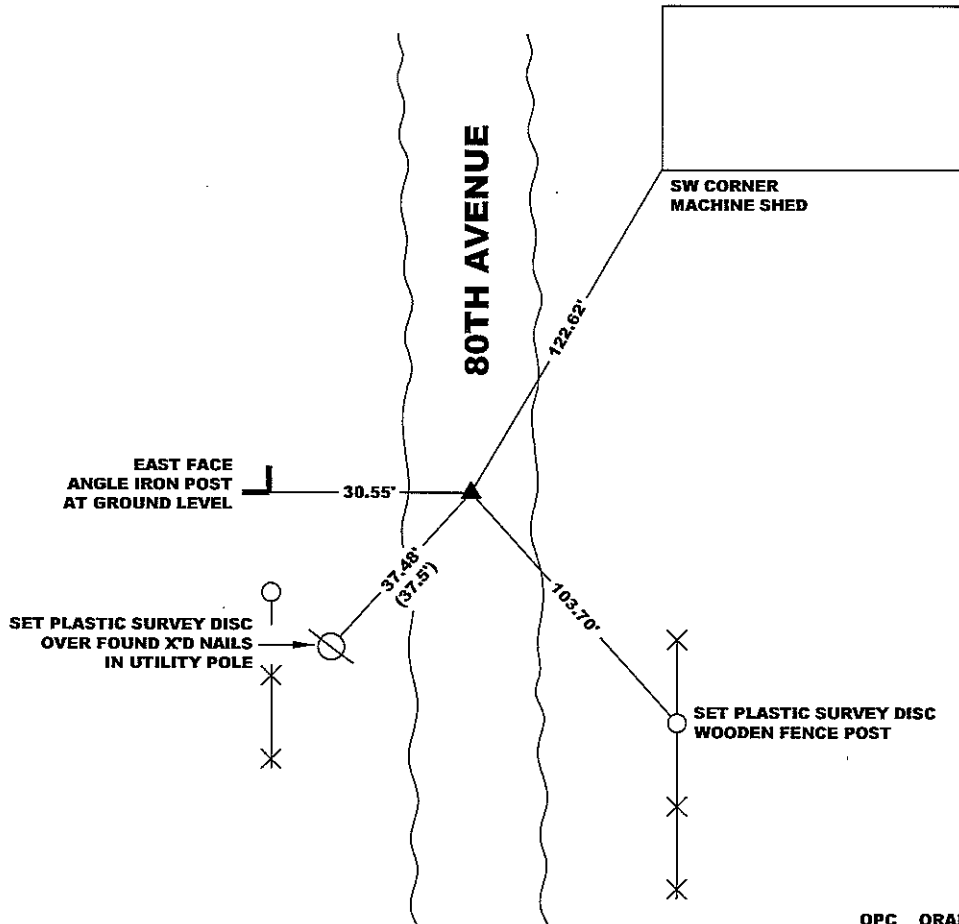 80TH AVENUE
SW CORNER
MACHINE SHED
122.62'
EAST FACE
ANGLE IRON POST
AT GROUND LEVEL
30.55'
37.48'
(37.5')
103.70'
SET PLASTIC SURVEY DISC
OVER FOUND X'D NAILS
IN UTILITY POLE
SET PLASTIC SURVEY DISC
WOODEN FENCE POST